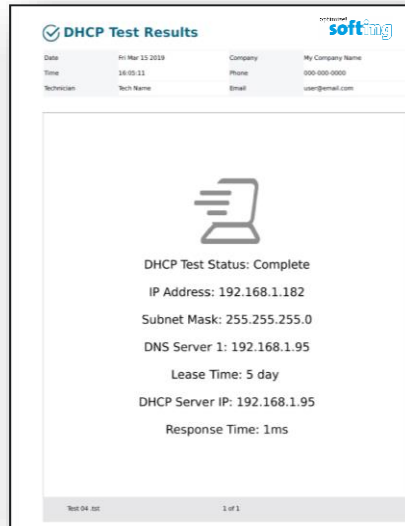 DHCP Test Results
optimize!
softing
Date Fri Mar 15 2019 Company My Company Name
Time 16:05:11 Phone 000-000-0000
Technician Tech Name Email user@email.com
DHCP Test Status: Complete
IP Address: 192.168.1.182
Subnet Mask: 255.255.255.0
DNS Server 1: 192.168.1.95
Lease Time: 5 day
DHCP Server IP: 192.168.1.95
Response Time: 1ms
Test 04 .tst 1 of 1